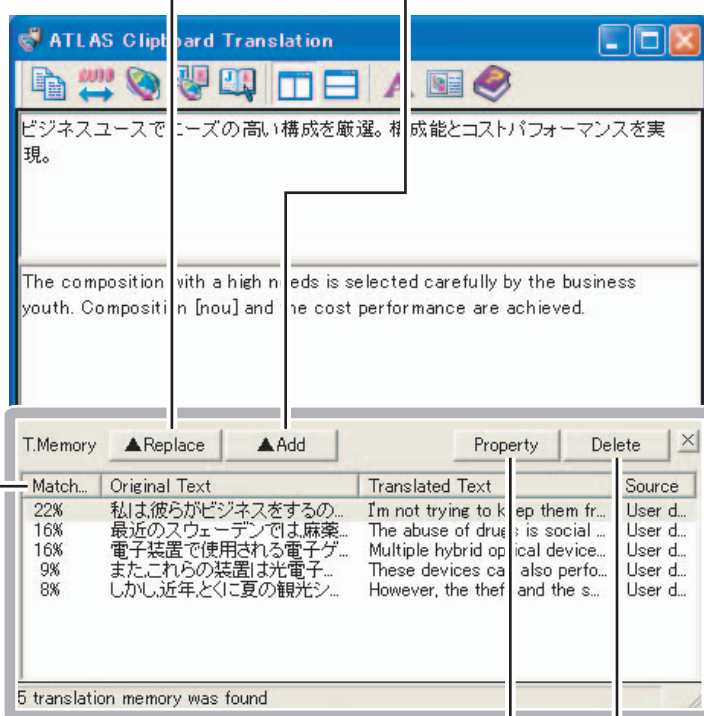 ATLAS Clipboard Translation
ビジネスユースでニーズの高い構成を厳選。構成能とコストパフォーマンスを実
現。
The composition with a high needs is selected carefully by the business
youth. Composition [nou] and the cost performance are achieved.
T.Memory ▲Replace ▲Add Property Delete
Match... Original Text Translated Text Source
22% 私は,彼らがビジネスをするの... I'm not trying to keep them fr... User d...
16% 最近のスウェーデンでは,麻薬... The abuse of drugs is social ... User d...
16% 電子装置で使用される電子ゲ... Multiple hybrid optical device... User d...
9% また,これらの装置は光電子... These devices can also perfo... User d...
8% しかし,近年,とくに夏の観光シ... However, the theft and the s... User d...
5 translation memory was found